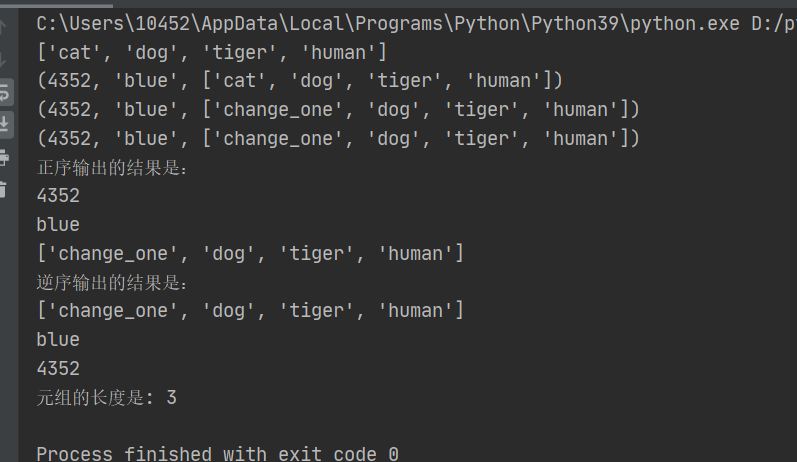 C:\Users\10452\AppData\Local\Programs\Python\Python39\python.exe D:/
['cat', 'dog', 'tiger', 'human']
(4352, 'blue', ['cat', 'dog', 'tiger', 'human'])
(4352, 'blue', ['change_one', 'dog', 'tiger', 'human'])
(4352, 'blue', ['change_one', 'dog', 'tiger', 'human'])
正序输出的结果是:
4352
blue
['change_one', 'dog', 'tiger', 'human']
逆序输出的结果是:
['change_one', 'dog', 'tiger', 'human']
blue
4352
元组的长度是: 3
Process finished with exit code 0